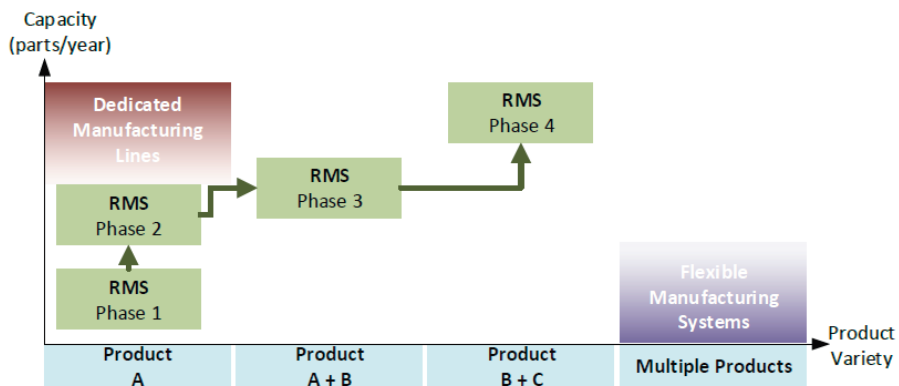 Capacity
(parts/year)
Dedicated
Manufacturing
Lines
RMS
Phase 4
RMS
Phase 3
RMS
Phase 2
RMS
Phase 1
Flexible
Manufacturing
Systems
Product
Variety
Product
A
Product
A + B
Product
B + C
Multiple Products